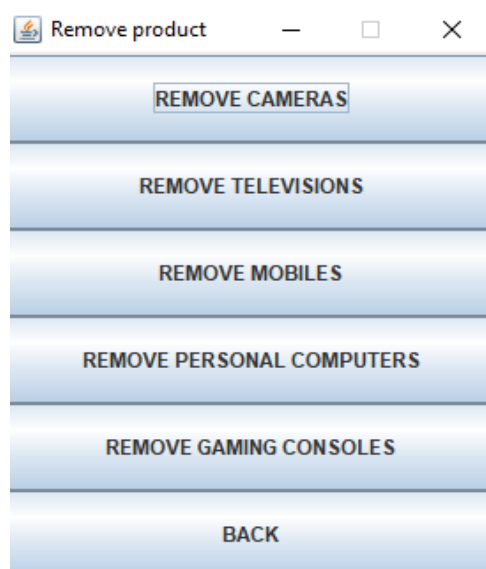 Remove product
REMOVE CAMERAS
REMOVE TELEVISIONS
REMOVE MOBILES
REMOVE PERSONAL COMPUTERS
REMOVE GAMING CONSOLES
BACK